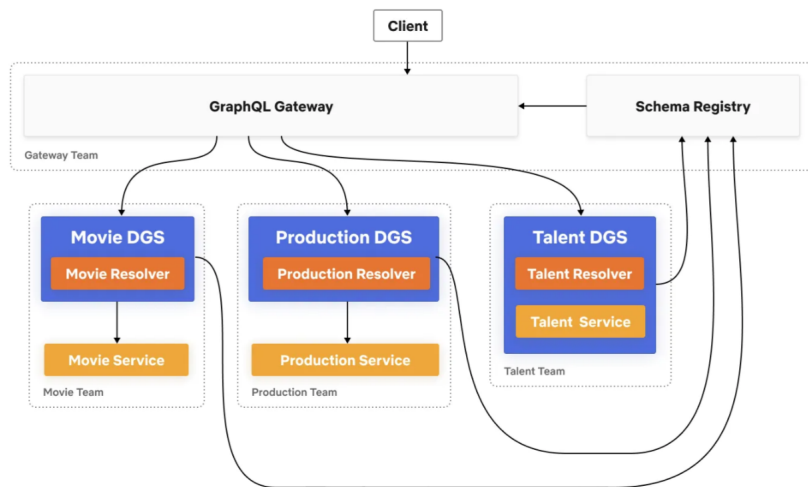 Client
GraphQL Gateway
Schema Registry
Gateway Team
Movie DGS
Movie Resolver
Movie Service
Movie Team
Production DGS
Production Resolver
Production Service
Production Team
Talent DGS
Talent Resolver
Talent Service
Talent Team